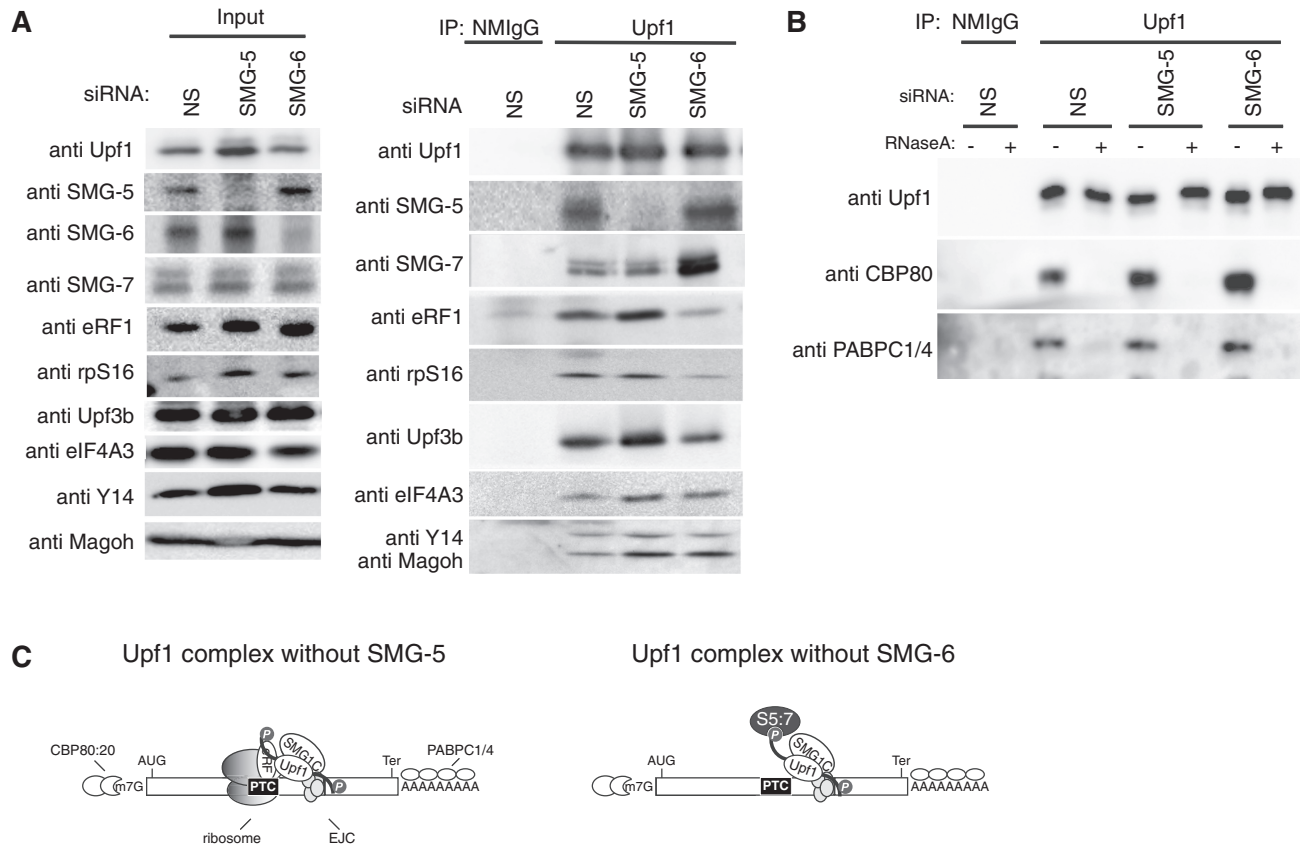 A
Input
siRNA:
NS
SMG-5
SMG-6
anti Upf1
anti SMG-5
anti SMG-6
anti SMG-7
anti eRF1
anti rpS16
anti Upf3b
anti eIF4A3
anti Y14
anti Magoh
IP: NMIgG Upf1
siRNA
NS
NS
SMG-5
SMG-6
anti Upf1
anti SMG-5
anti SMG-7
anti eRF1
anti rpS16
anti Upf3b
anti eIF4A3
anti Y14
anti Magoh
B
IP: NMIgG Upf1
siRNA:
NS
NS
SMG-5
SMG-6
RNaseA: - + - + - + - +
anti Upf1
anti CBP80
anti PABPC1/4
C
Upf1 complex without SMG-5
CBP80:20
AUG
P
eRF
SMG1C
Upf1
Ter
PABPC1/4
m7G
PTC
P
AAAAAAAAA
ribosome
EJC
Upf1 complex without SMG-6
S5:7
P
AUG
SMG1C
Upf1
Ter
m7G
PTC
P
AAAAAAAAA